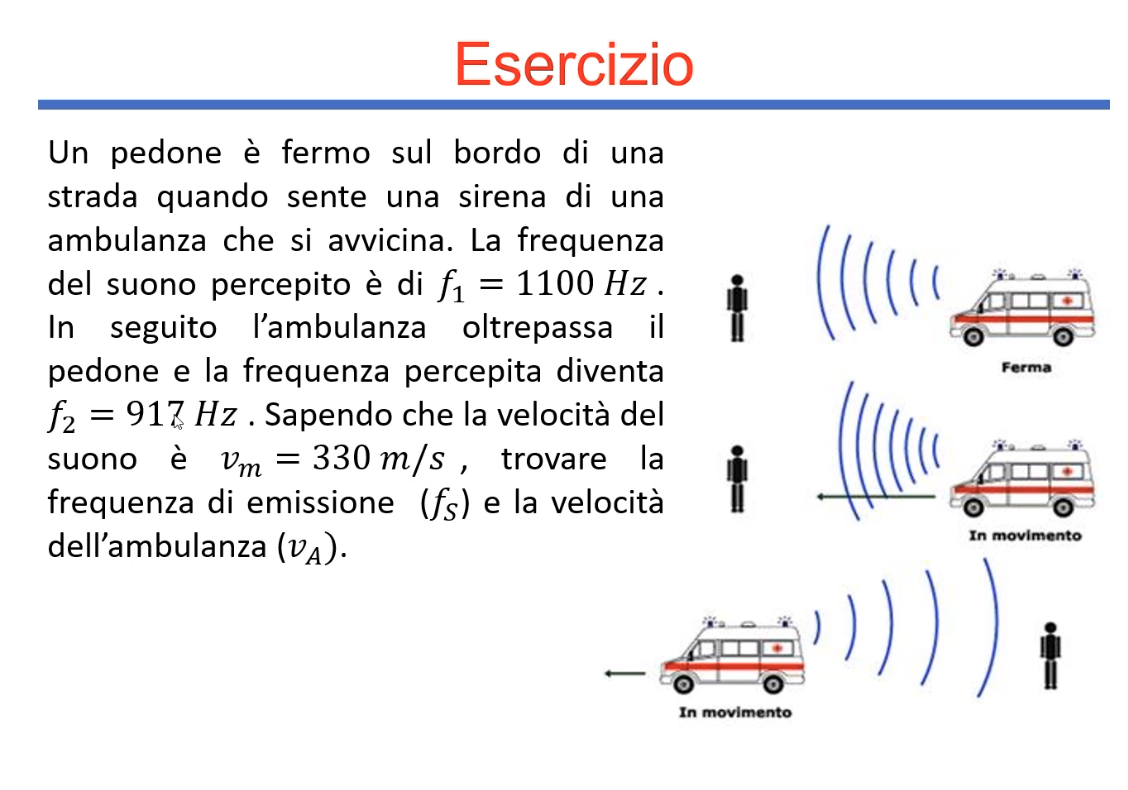 Esercizio
Un pedone è fermo sul bordo di una
strada quando sente una sirena di una
ambulanza che si avvicina. La frequenza
del suono percepito è di f₁ = 1100 Hz .
In seguito l’ambulanza oltrepassa il
pedone e la frequenza percepita diventa
f₂ = 917 Hz . Sapendo che la velocità del
suono è vₘ = 330 m/s , trovare la
frequenza di emissione (f_S) e la velocità
dell’ambulanza (v_A).
Ferma
In movimento
In movimento